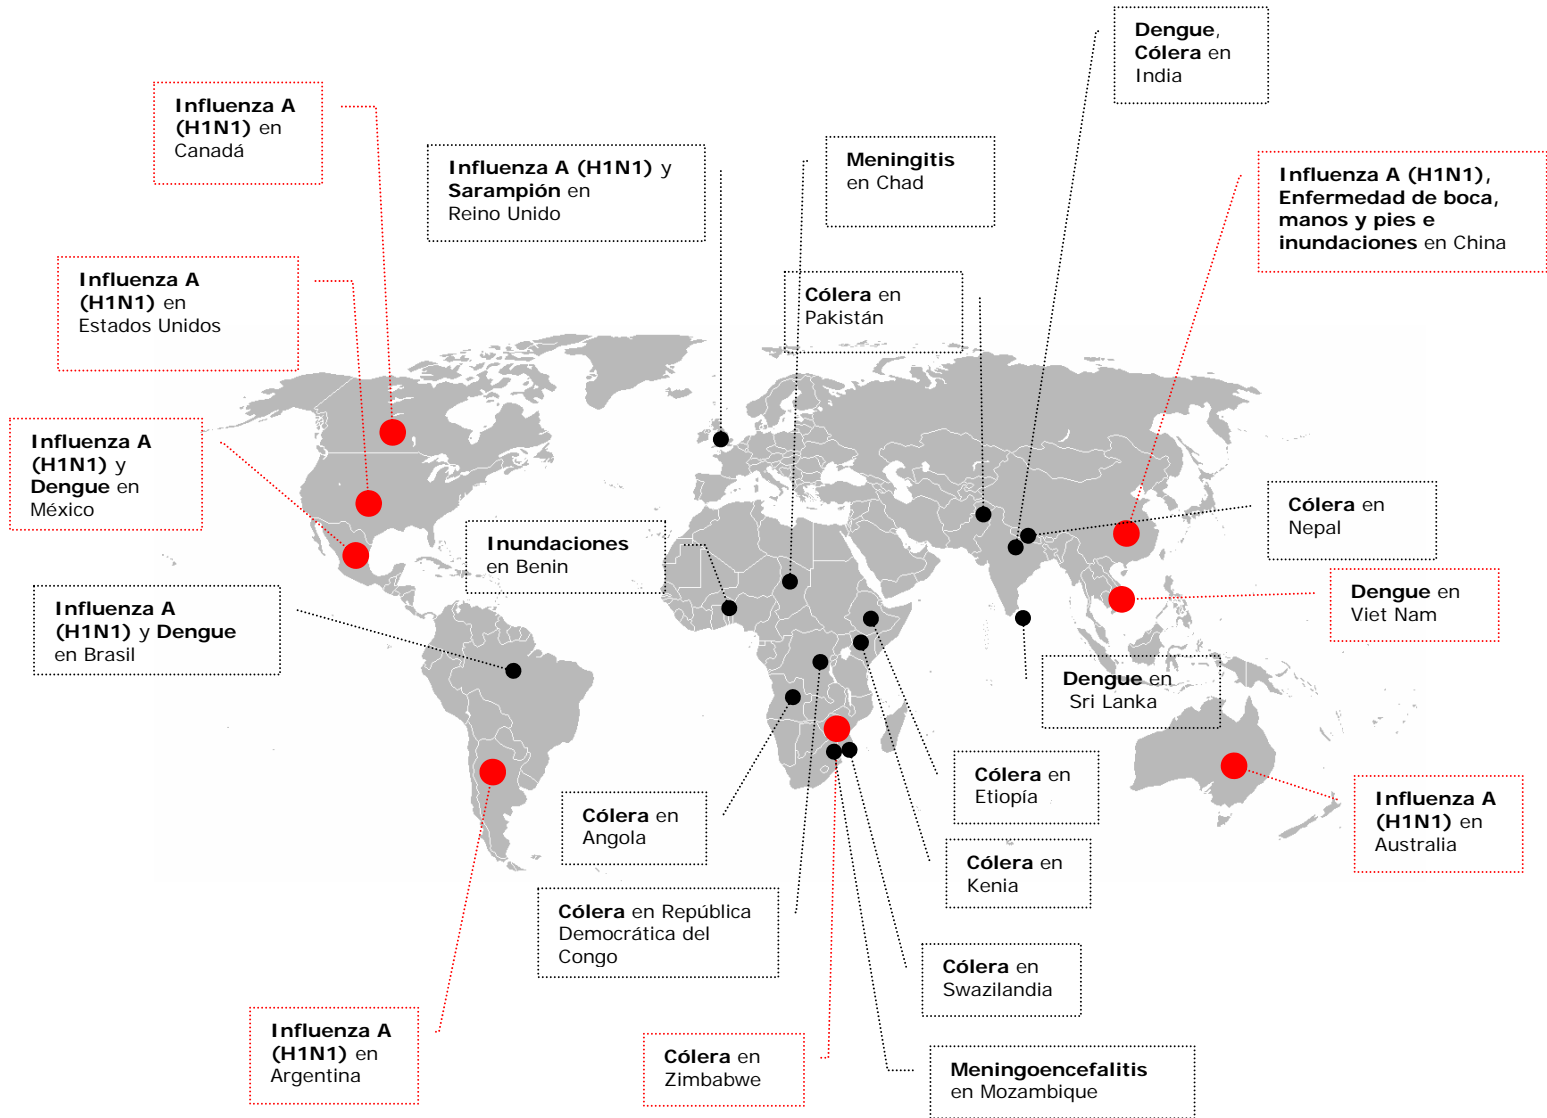 Dengue,
Cólera en
India
Influenza A
(H1N1) en
Canadá
Influenza A (H1N1) y
Sarampión en
Reino Unido
Meningitis
en Chad
Influenza A (H1N1),
Enfermedad de boca,
manos y pies e
inundaciones en China
Influenza A
(H1N1) en
Estados Unidos
Cólera en
Pakistán
Influenza A
(H1N1) y
Dengue en
México
Cólera en
Nepal
Inundaciones
en Benin
Dengue en
Viet Nam
Influenza A
(H1N1) y Dengue
en Brasil
Dengue en
Sri Lanka
Cólera en
Etiopía
Influenza A
(H1N1) en
Australia
Cólera en
Angola
Cólera en
Kenia
Cólera en República
Democrática del
Congo
Cólera en
Swazilandia
Influenza A
(H1N1) en
Argentina
Cólera en
Zimbabwe
Meningoencefalitis
en Mozambique